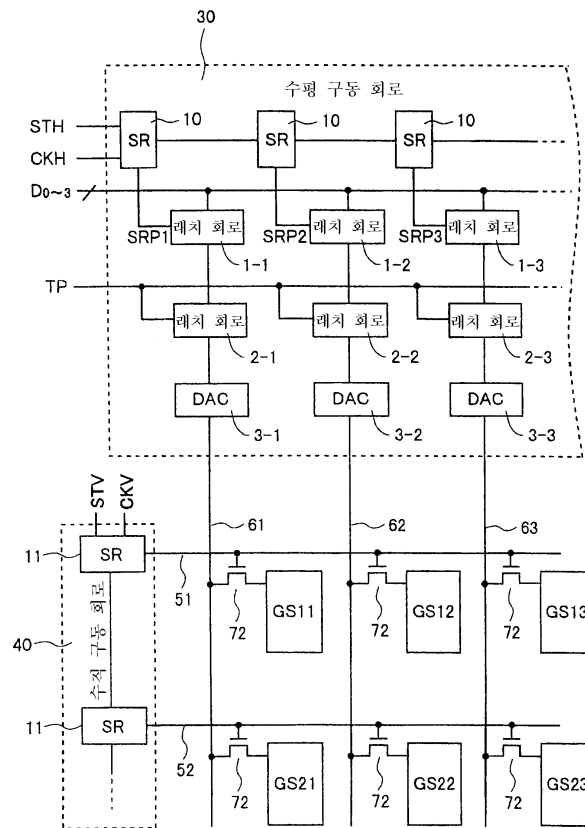 30
수평 구동 회로
10 10 10
STH SR SR SR
CKH
D0~3
SRP1 래치 회로 SRP2 래치 회로 SRP3 래치 회로
1-1 1-2 1-3
TP
래치 회로 래치 회로 래치 회로
2-1 2-2 2-3
DAC DAC DAC
3-1 3-2 3-3
STV CKV
61 62 63
11 SR
51
72 GS11 72 GS12 72 GS13
40 수직 구동 회로
11 SR
52
72 GS21 72 GS22 72 GS23